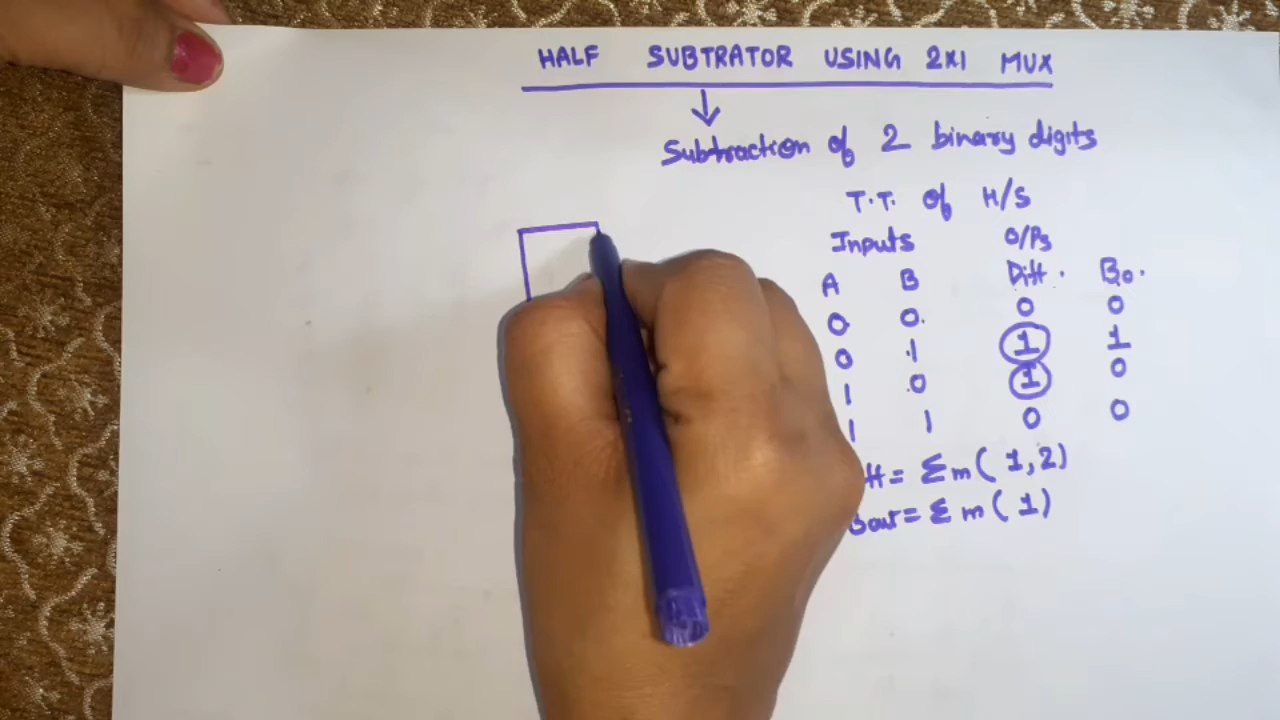 HALF SUBTRATOR USING 2x1 MUX
Subtraction of 2 binary digits
T.T. of H/S
Inputs O/Ps
A B Diff. Bo.
0 0. 0 0
0 1 1 1
1 0 1 0
1 1 0 0
= Σm(1,2)
Bout = Σm(1)